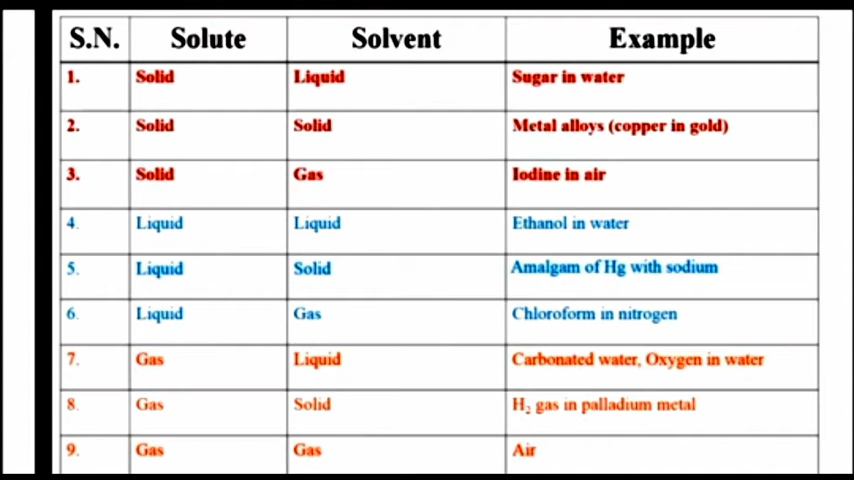 S.N. Solute Solvent Example
1. Solid Liquid Sugar in water
2. Solid Solid Metal alloys (copper in gold)
3. Solid Gas Iodine in air
4. Liquid Liquid Ethanol in water
5. Liquid Solid Amalgam of Hg with sodium
6. Liquid Gas Chloroform in nitrogen
7. Gas Liquid Carbonated water, Oxygen in water
8. Gas Solid H₂ gas in palladium metal
9. Gas Gas Air